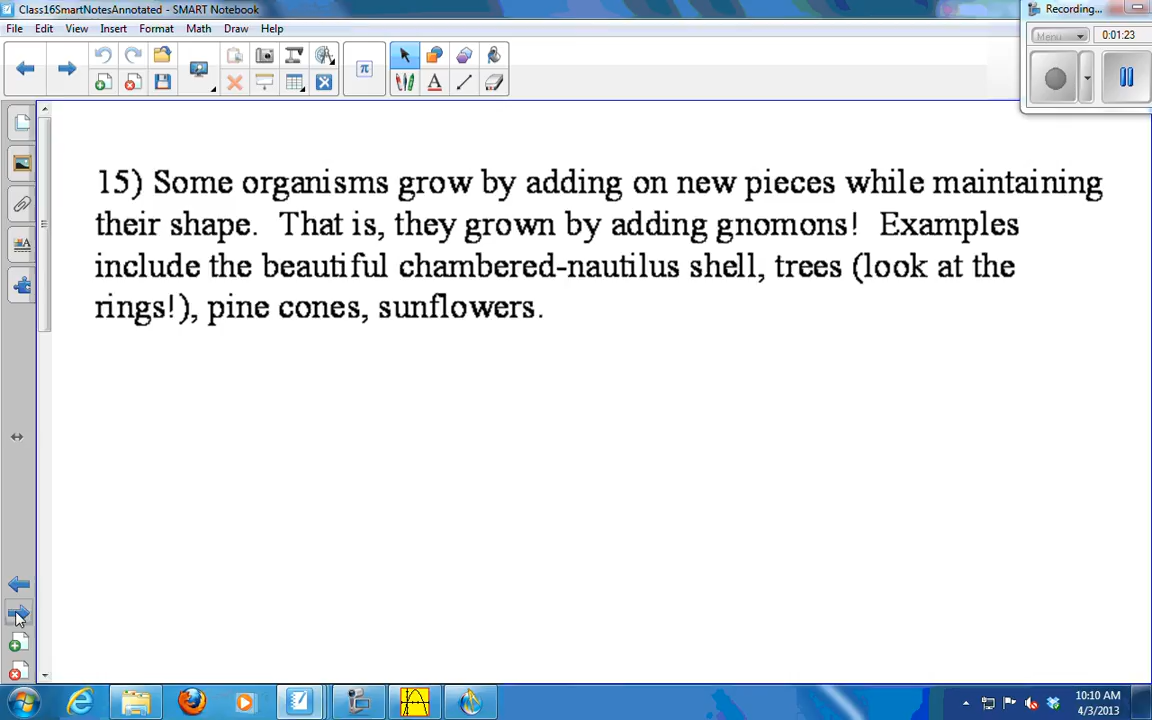 Class16SmartNotesAnnotated - SMART Notebook
Recording...
File Edit View Insert Format Math Draw Help
Menu
0:01:23
π
A
15) Some organisms grow by adding on new pieces while maintaining
their shape. That is, they grown by adding gnomons! Examples
include the beautiful chambered-nautilus shell, trees (look at the
rings!), pine cones, sunflowers.
10:10 AM
4/3/2013